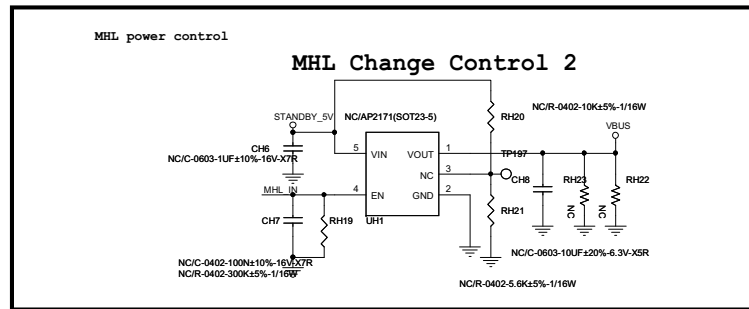 MHL power control
MHL Change Control 2
STANDBY_5V
NC/AP2171(SOT23-5)
RH20
NC/R-0402-10K±5%-1/16W
VBUS
CH6
NC/C-0603-1UF±10%-16V-X7R
5
VIN
VOUT
1
TP197
NC
3
CH8
RH23
RH22
MHL_IN
4
EN
GND
2
NC
NC
CH7
RH19
UH1
RH21
NC/C-0402-100N±10%-16V-X7R
NC/R-0402-300K±5%-1/16W
NC/C-0603-10UF±20%-6.3V-X5R
NC/R-0402-5.6K±5%-1/16W